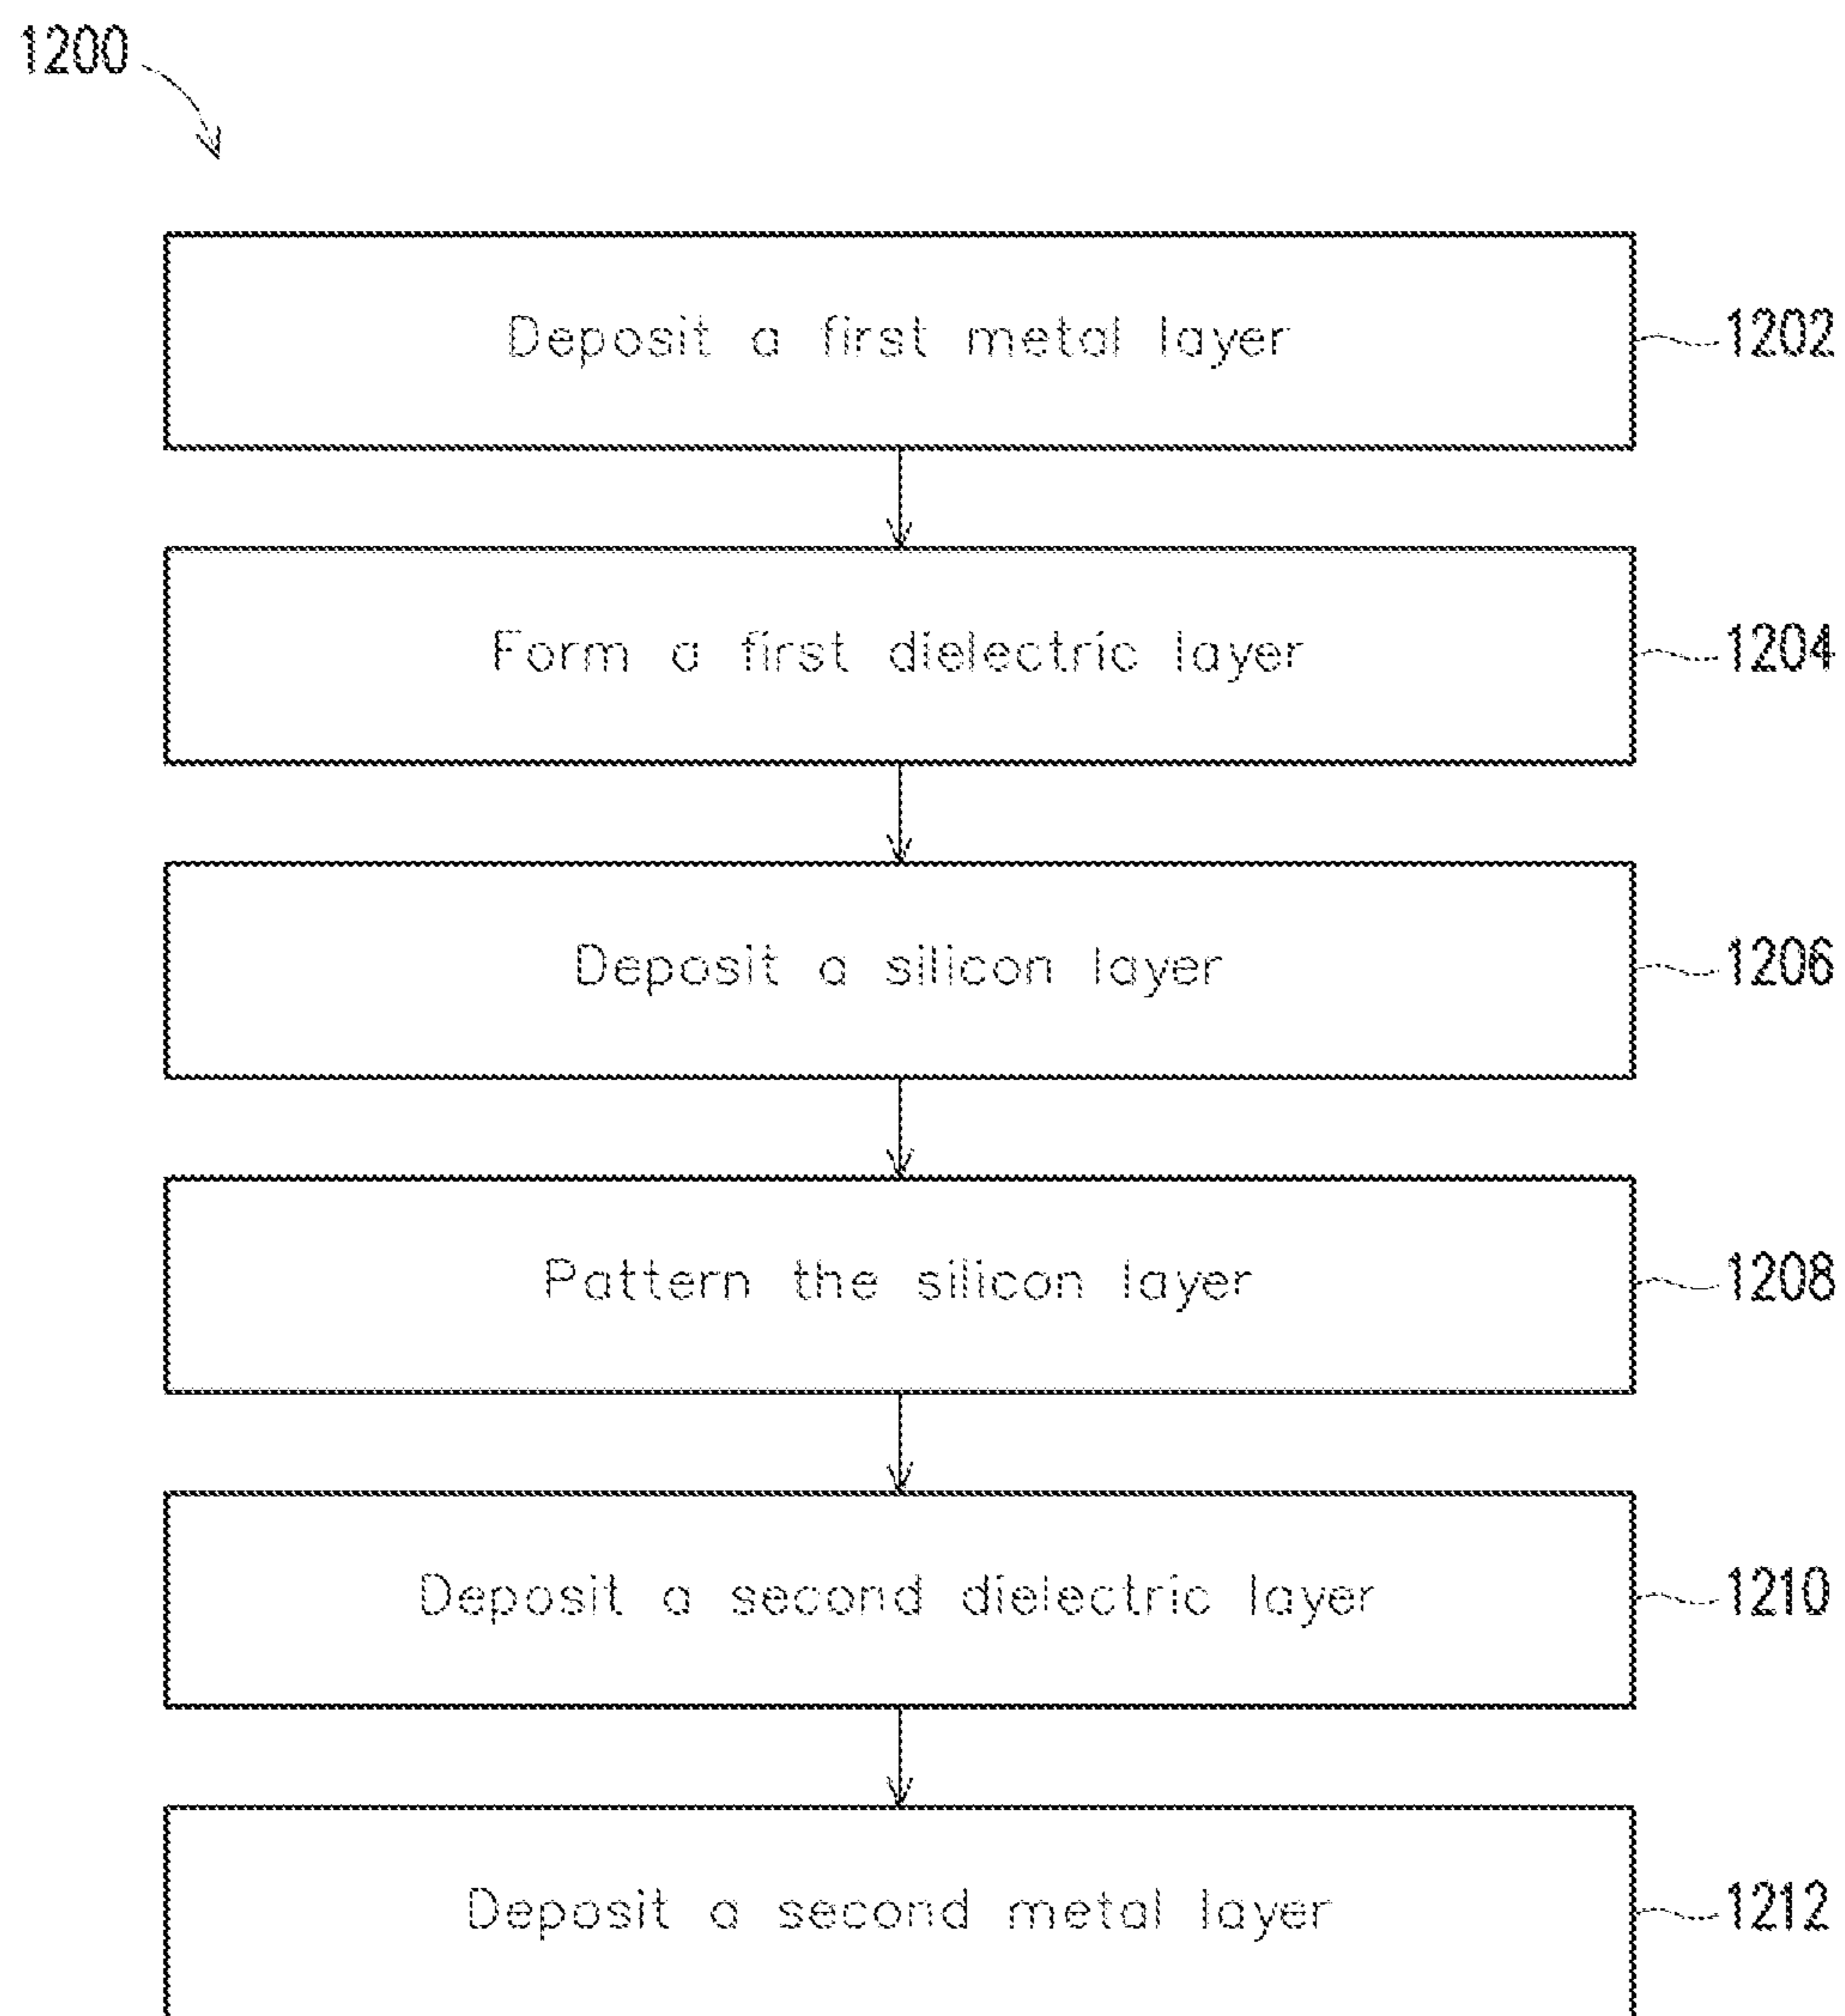 1200
Deposit a first metal layer
1202
Form a first dielectric layer
1204
Deposit a silicon layer
1206
Pattern the silicon layer
1208
Deposit a second dielectric layer
1210
Deposit a second metal layer
1212